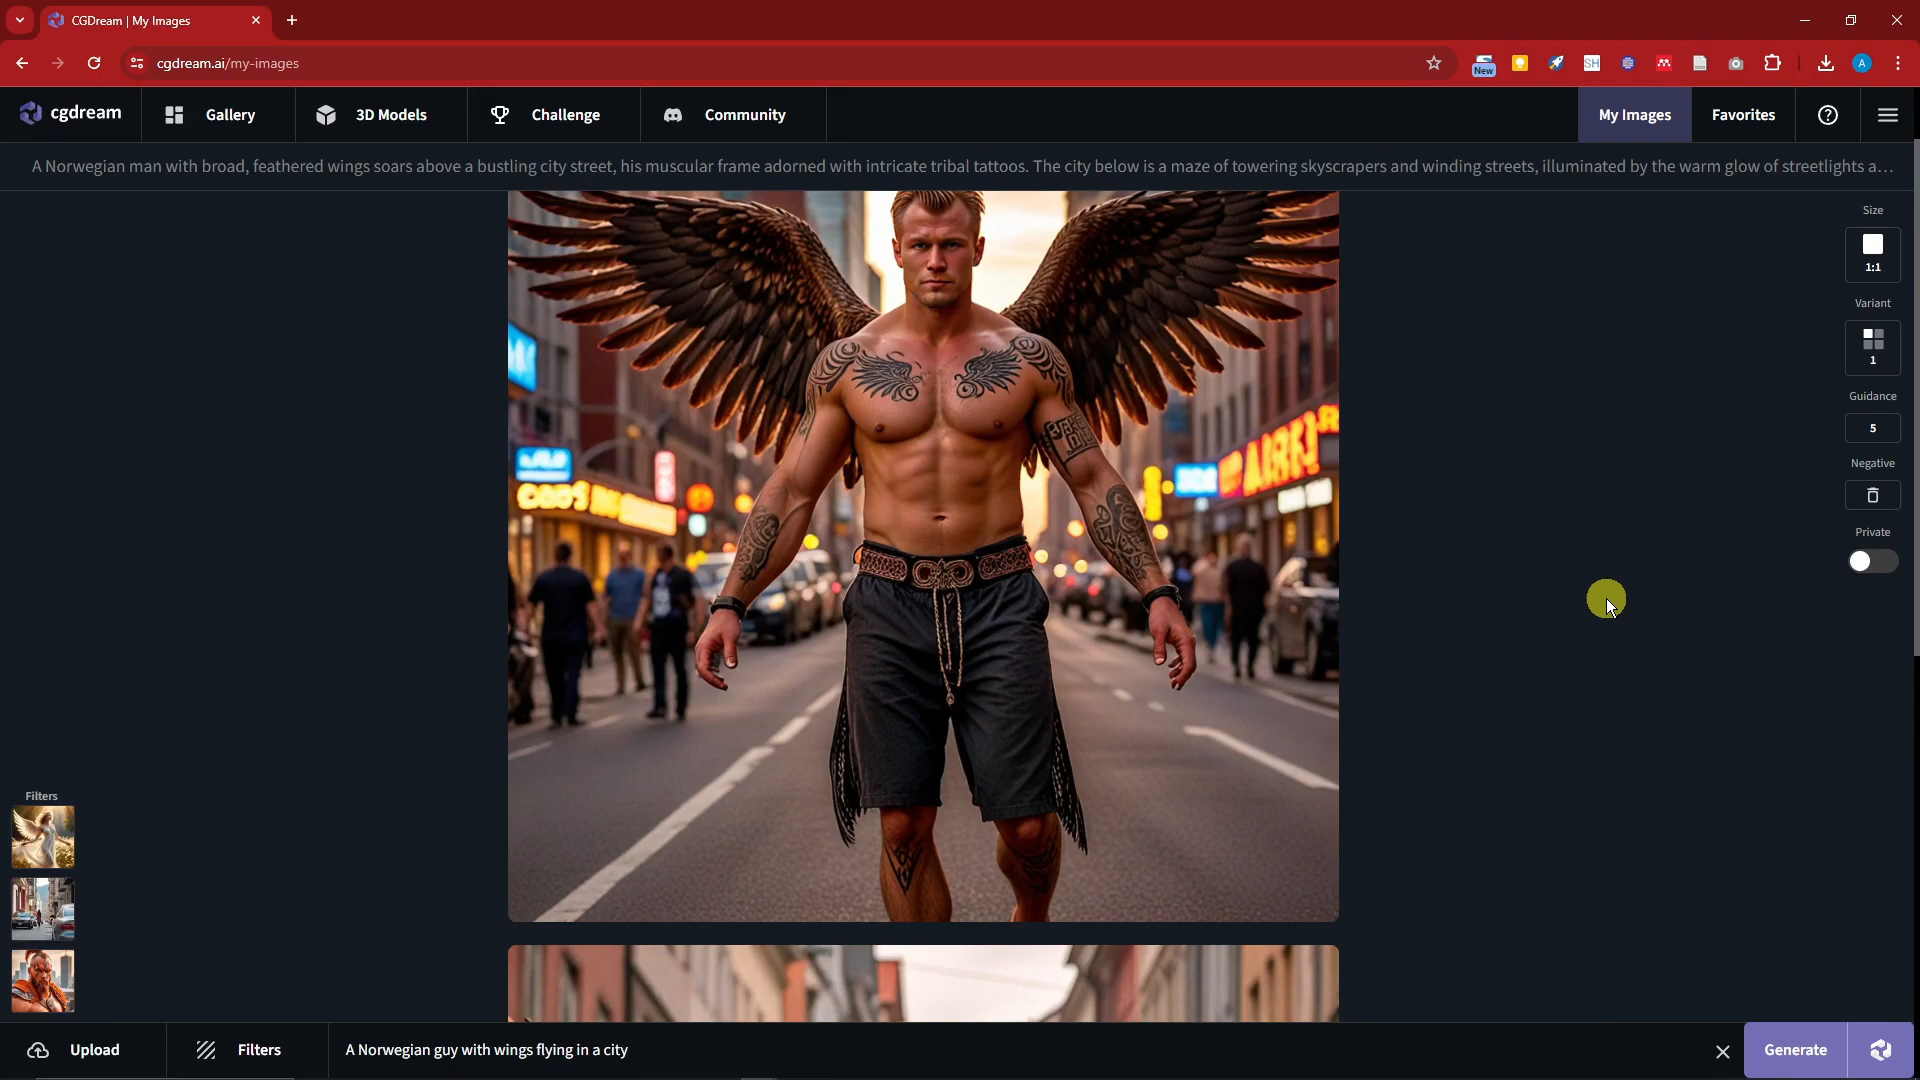 CGDream | My Images
cgdream.ai/my-images
New
SH
A
cgdream
Gallery
3D Models
Challenge
Community
My Images
Favorites
A Norwegian man with broad, feathered wings soars above a bustling city street, his muscular frame adorned with intricate tribal tattoos. The city below is a maze of towering skyscrapers and winding streets, illuminated by the warm glow of streetlights a...
Size
1:1
Variant
1
Guidance
5
Negative
Private
Filters
Upload
Filters
A Norwegian guy with wings flying in a city
Generate